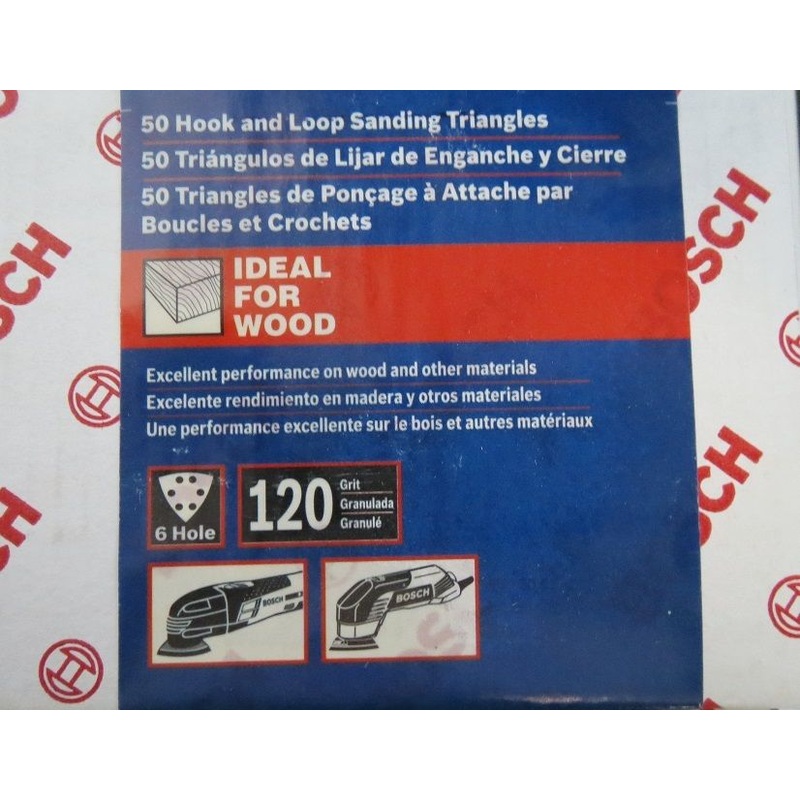 50 Hook and Loop Sanding Triangles
50 Triángulos de Lijar de Enganche y Cierre
50 Triangles de Ponçage à Attache par
Boucles et Crochets
IDEAL
FOR
WOOD
Excellent performance on wood and other materials
Excelente rendimiento en madera y otros materiales
Une performance excellente sur le bois et autres matériaux
6 Hole
120
Grit
Granulada
Granulé
BOSCH
BOSCH
BOSCH
BOSCH